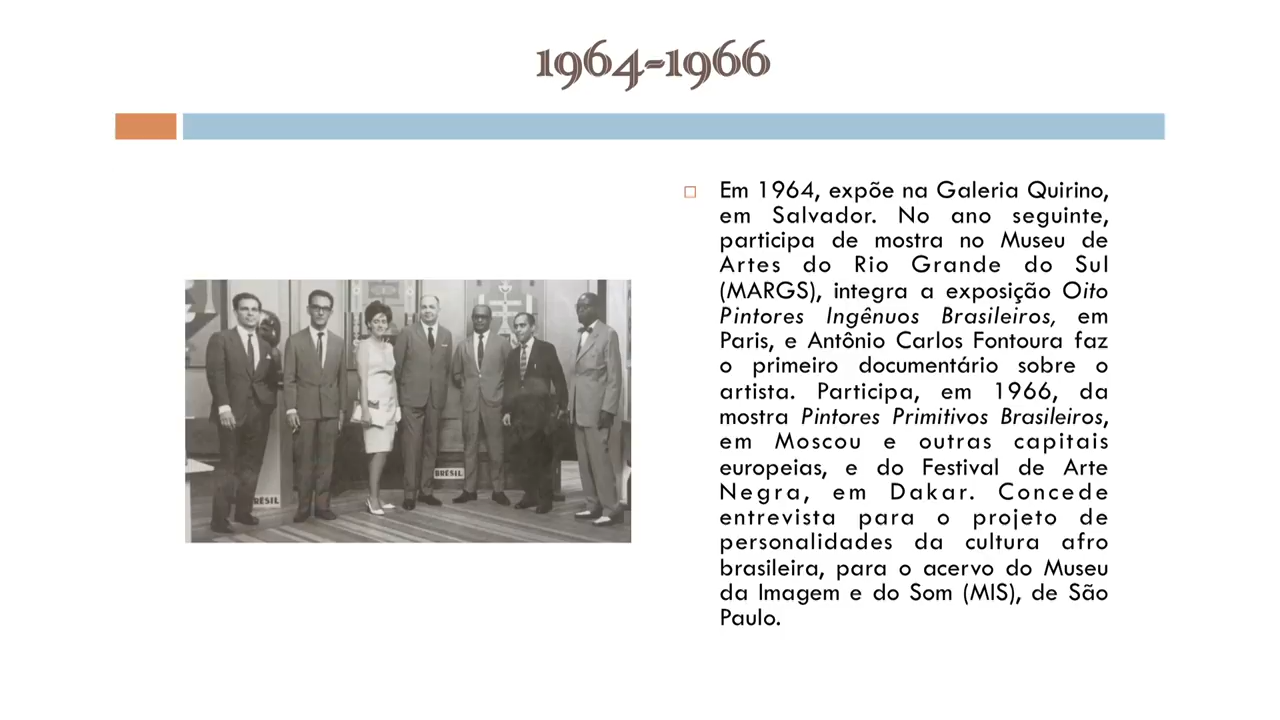 1964-1966
Em 1964, expõe na Galeria Quirino,
em Salvador. No ano seguinte,
participa de mostra no Museu de
Artes do Rio Grande do Sul
(MARGS), integra a exposição Oito
Pintores Ingênuos Brasileiros, em
Paris, e Antônio Carlos Fontoura faz
o primeiro documentário sobre o
artista. Participa, em 1966, da
mostra Pintores Primitivos Brasileiros,
em Moscou e outras capitais
europeias, e do Festival de Arte
Negra, em Dakar. Concede
entrevista para o projeto de
personalidades da cultura afro
brasileira, para o acervo do Museu
da Imagem e do Som (MIS), de São
Paulo.
BRÉSIL
BRÉSIL